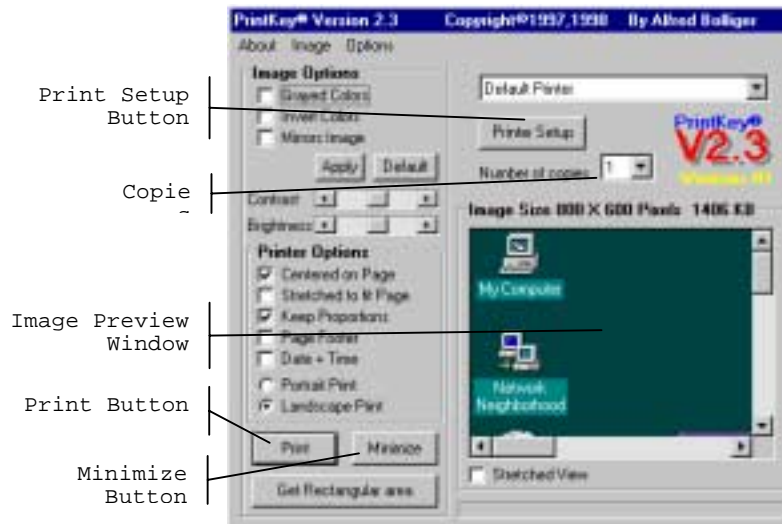 PrintKey® Version 2.3 Copyright©1997,1998 By Alfred Bolliger
About Image Options
Print Setup
Button
Copie
s
Image Preview
Window
Print Button
Minimize
Button
Image Options
Grayed Colors
Invert Colors
Mirrors Image
Apply Default
Contrast
Brightness
Printer Options
Centered on Page
Stretched to fit Page
Keep Proportions
Page Footer
Date + Time
Portrait Print
Landscape Print
Print Minimize
Get Rectangular area
Default Printer
Printer Setup
Number of copies 1
PrintKey®
V2.3
Image Size 800 X 600 Pixels 1406 KB
My Computer
Network
Neighborhood
Stretched View